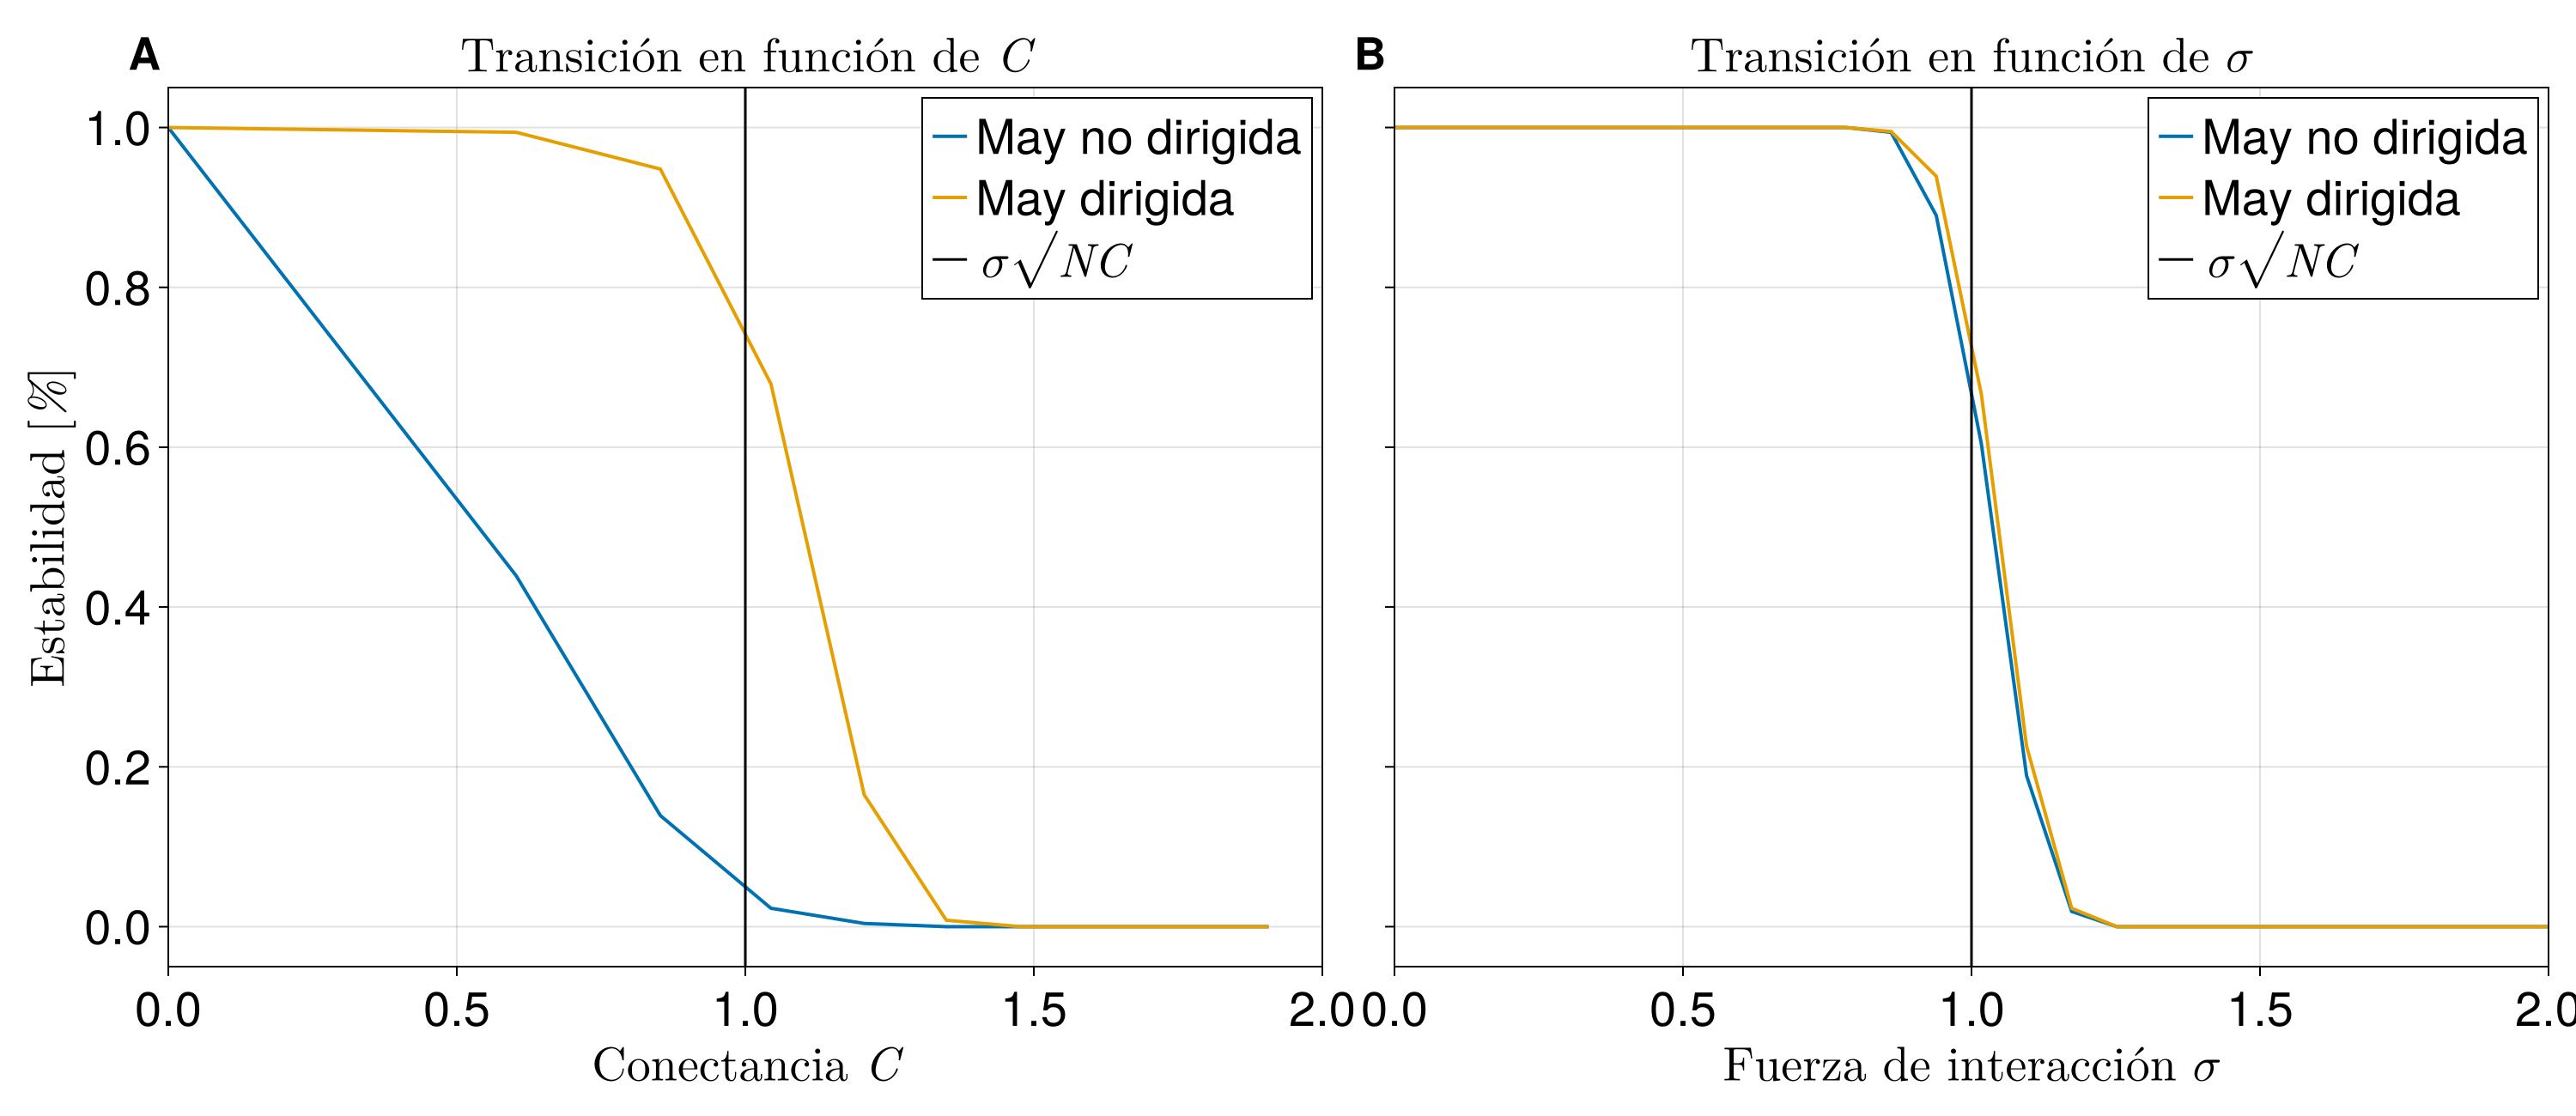 A
Transición en función de C
May no dirigida
May dirigida
σ√NC
Estabilidad [%]
1.0
0.8
0.6
0.4
0.2
0.0
0.0 0.5 1.0 1.5 2.0
Conectancia C
B
Transición en función de σ
May no dirigida
May dirigida
σ√NC
0.0 0.5 1.0 1.5 2.0
Fuerza de interacción σ